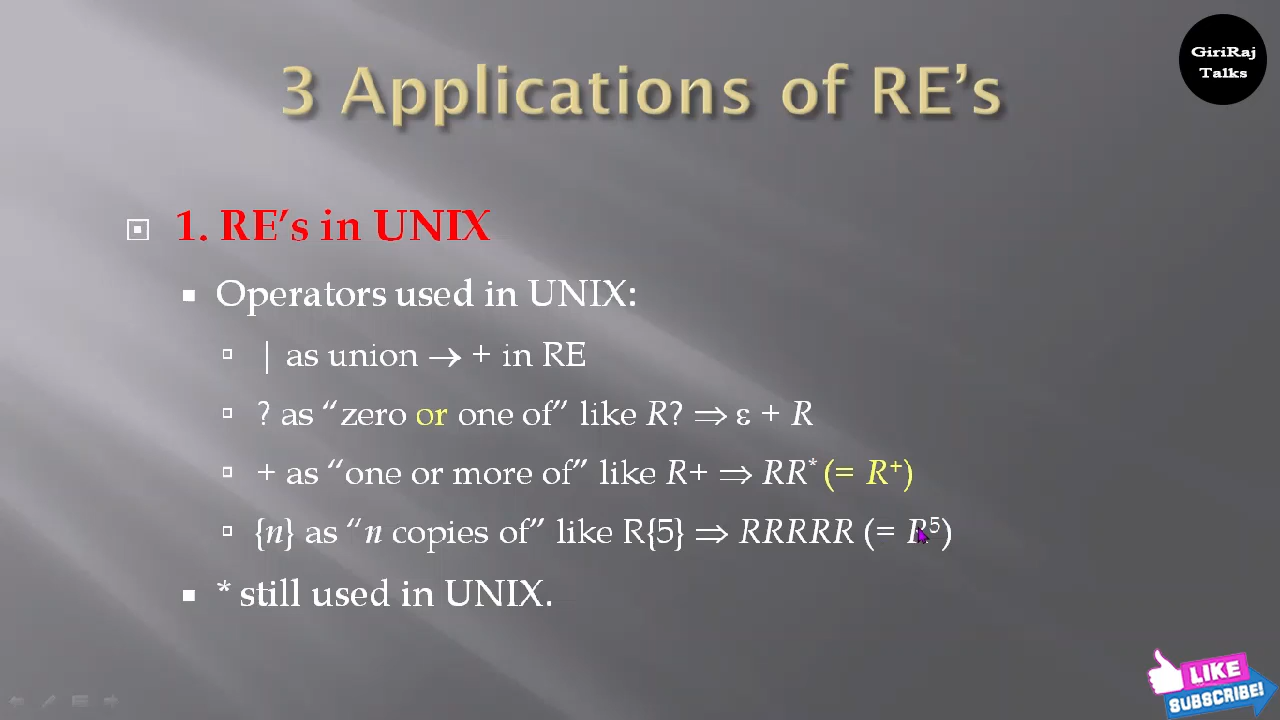 GiriRaj
Talks
3 Applications of RE’s
1. RE’s in UNIX
Operators used in UNIX:
| as union → + in RE
? as “zero or one of” like R? ⇒ ε + R
+ as “one or more of” like R+ ⇒ RR* (= R⁺)
{n} as “n copies of” like R{5} ⇒ RRRRR (= R⁵)
* still used in UNIX.
LIKE
SUBSCRIBE!